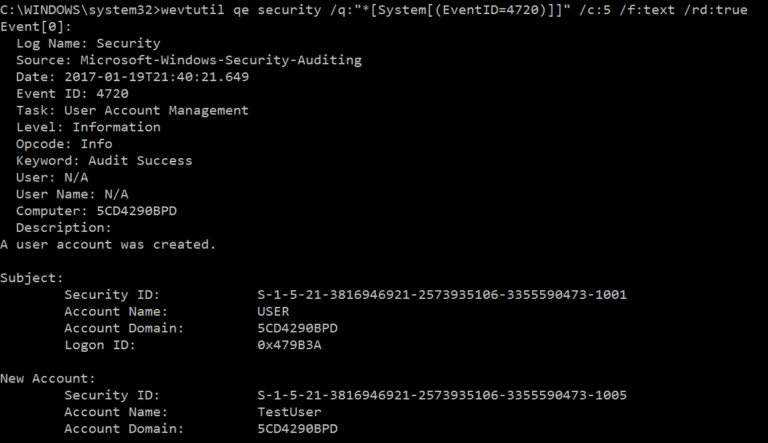 C:\WINDOWS\system32>wevtutil qe security /q:"*[System[(EventID=4720)]]" /c:5 /f:text /rd:true
Event[0]:
  Log Name: Security
  Source: Microsoft-Windows-Security-Auditing
  Date: 2017-01-19T21:40:21.649
  Event ID: 4720
  Task: User Account Management
  Level: Information
  Opcode: Info
  Keyword: Audit Success
  User: N/A
  User Name: N/A
  Computer: 5CD4290BPD
  Description:
A user account was created.

Subject:
        Security ID:            S-1-5-21-3816946921-2573935106-3355590473-1001
        Account Name:           USER
        Account Domain:         5CD4290BPD
        Logon ID:               0x479B3A

New Account:
        Security ID:            S-1-5-21-3816946921-2573935106-3355590473-1005
        Account Name:           TestUser
        Account Domain:         5CD4290BPD